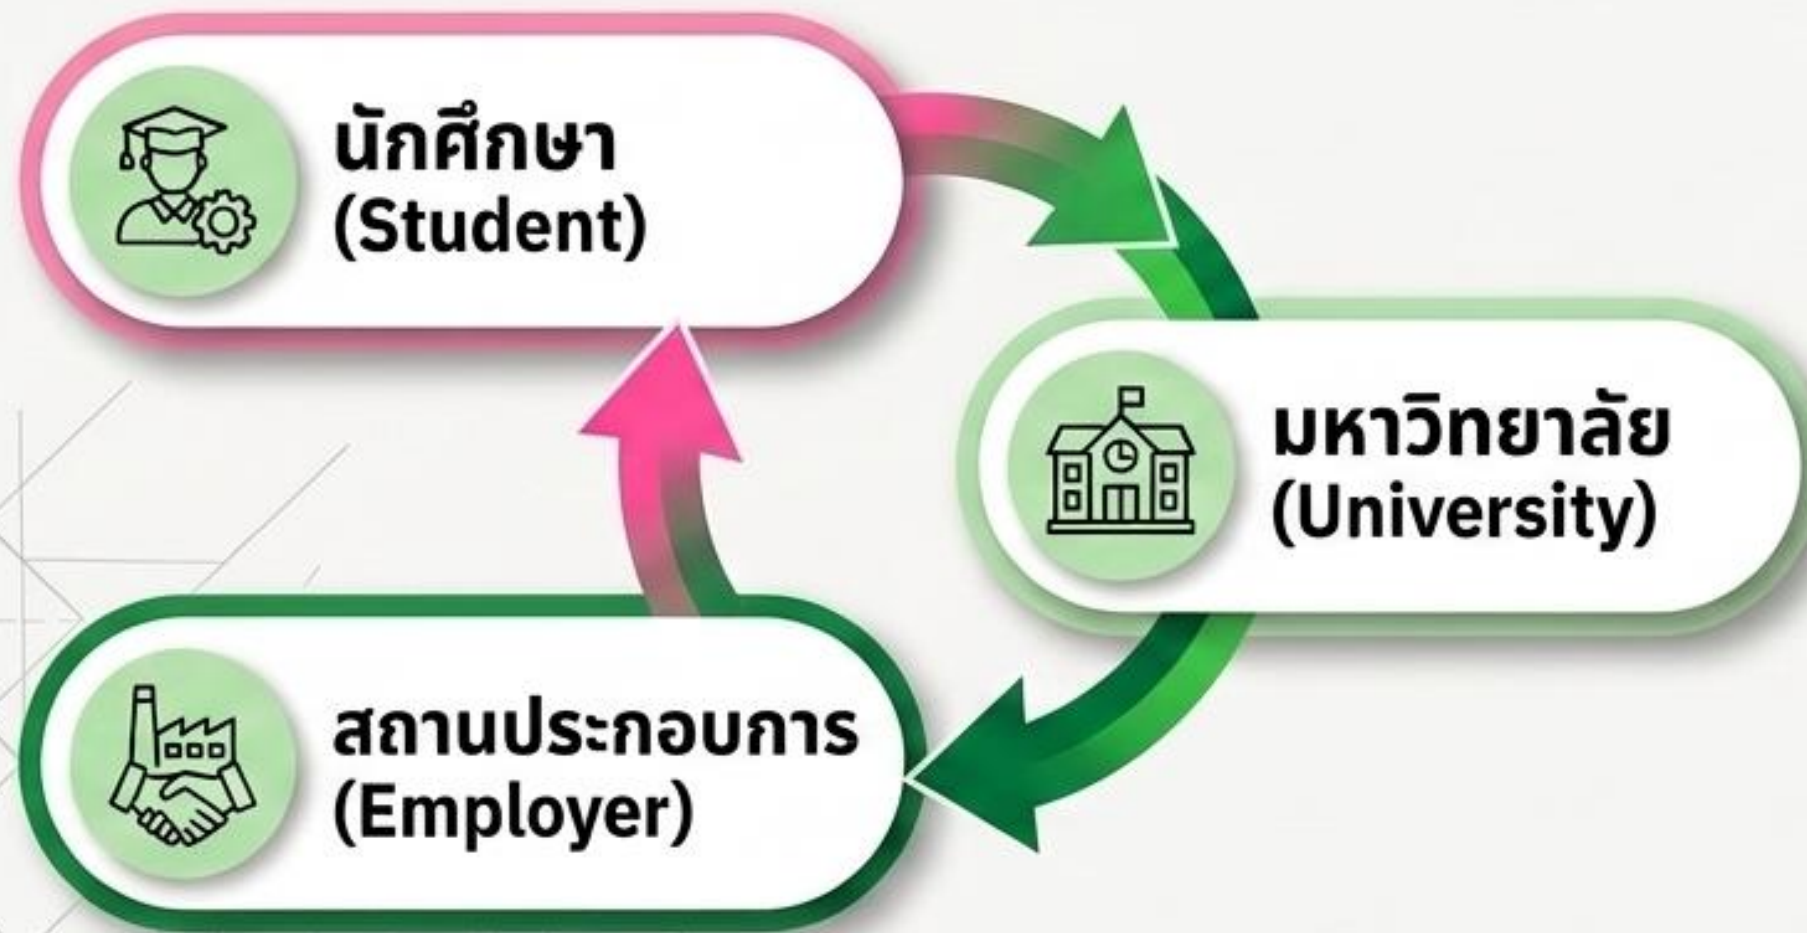 นักศึกษา
(Student)
มหาวิทยาลัย
(University)
สถานประกอบการ
(Employer)